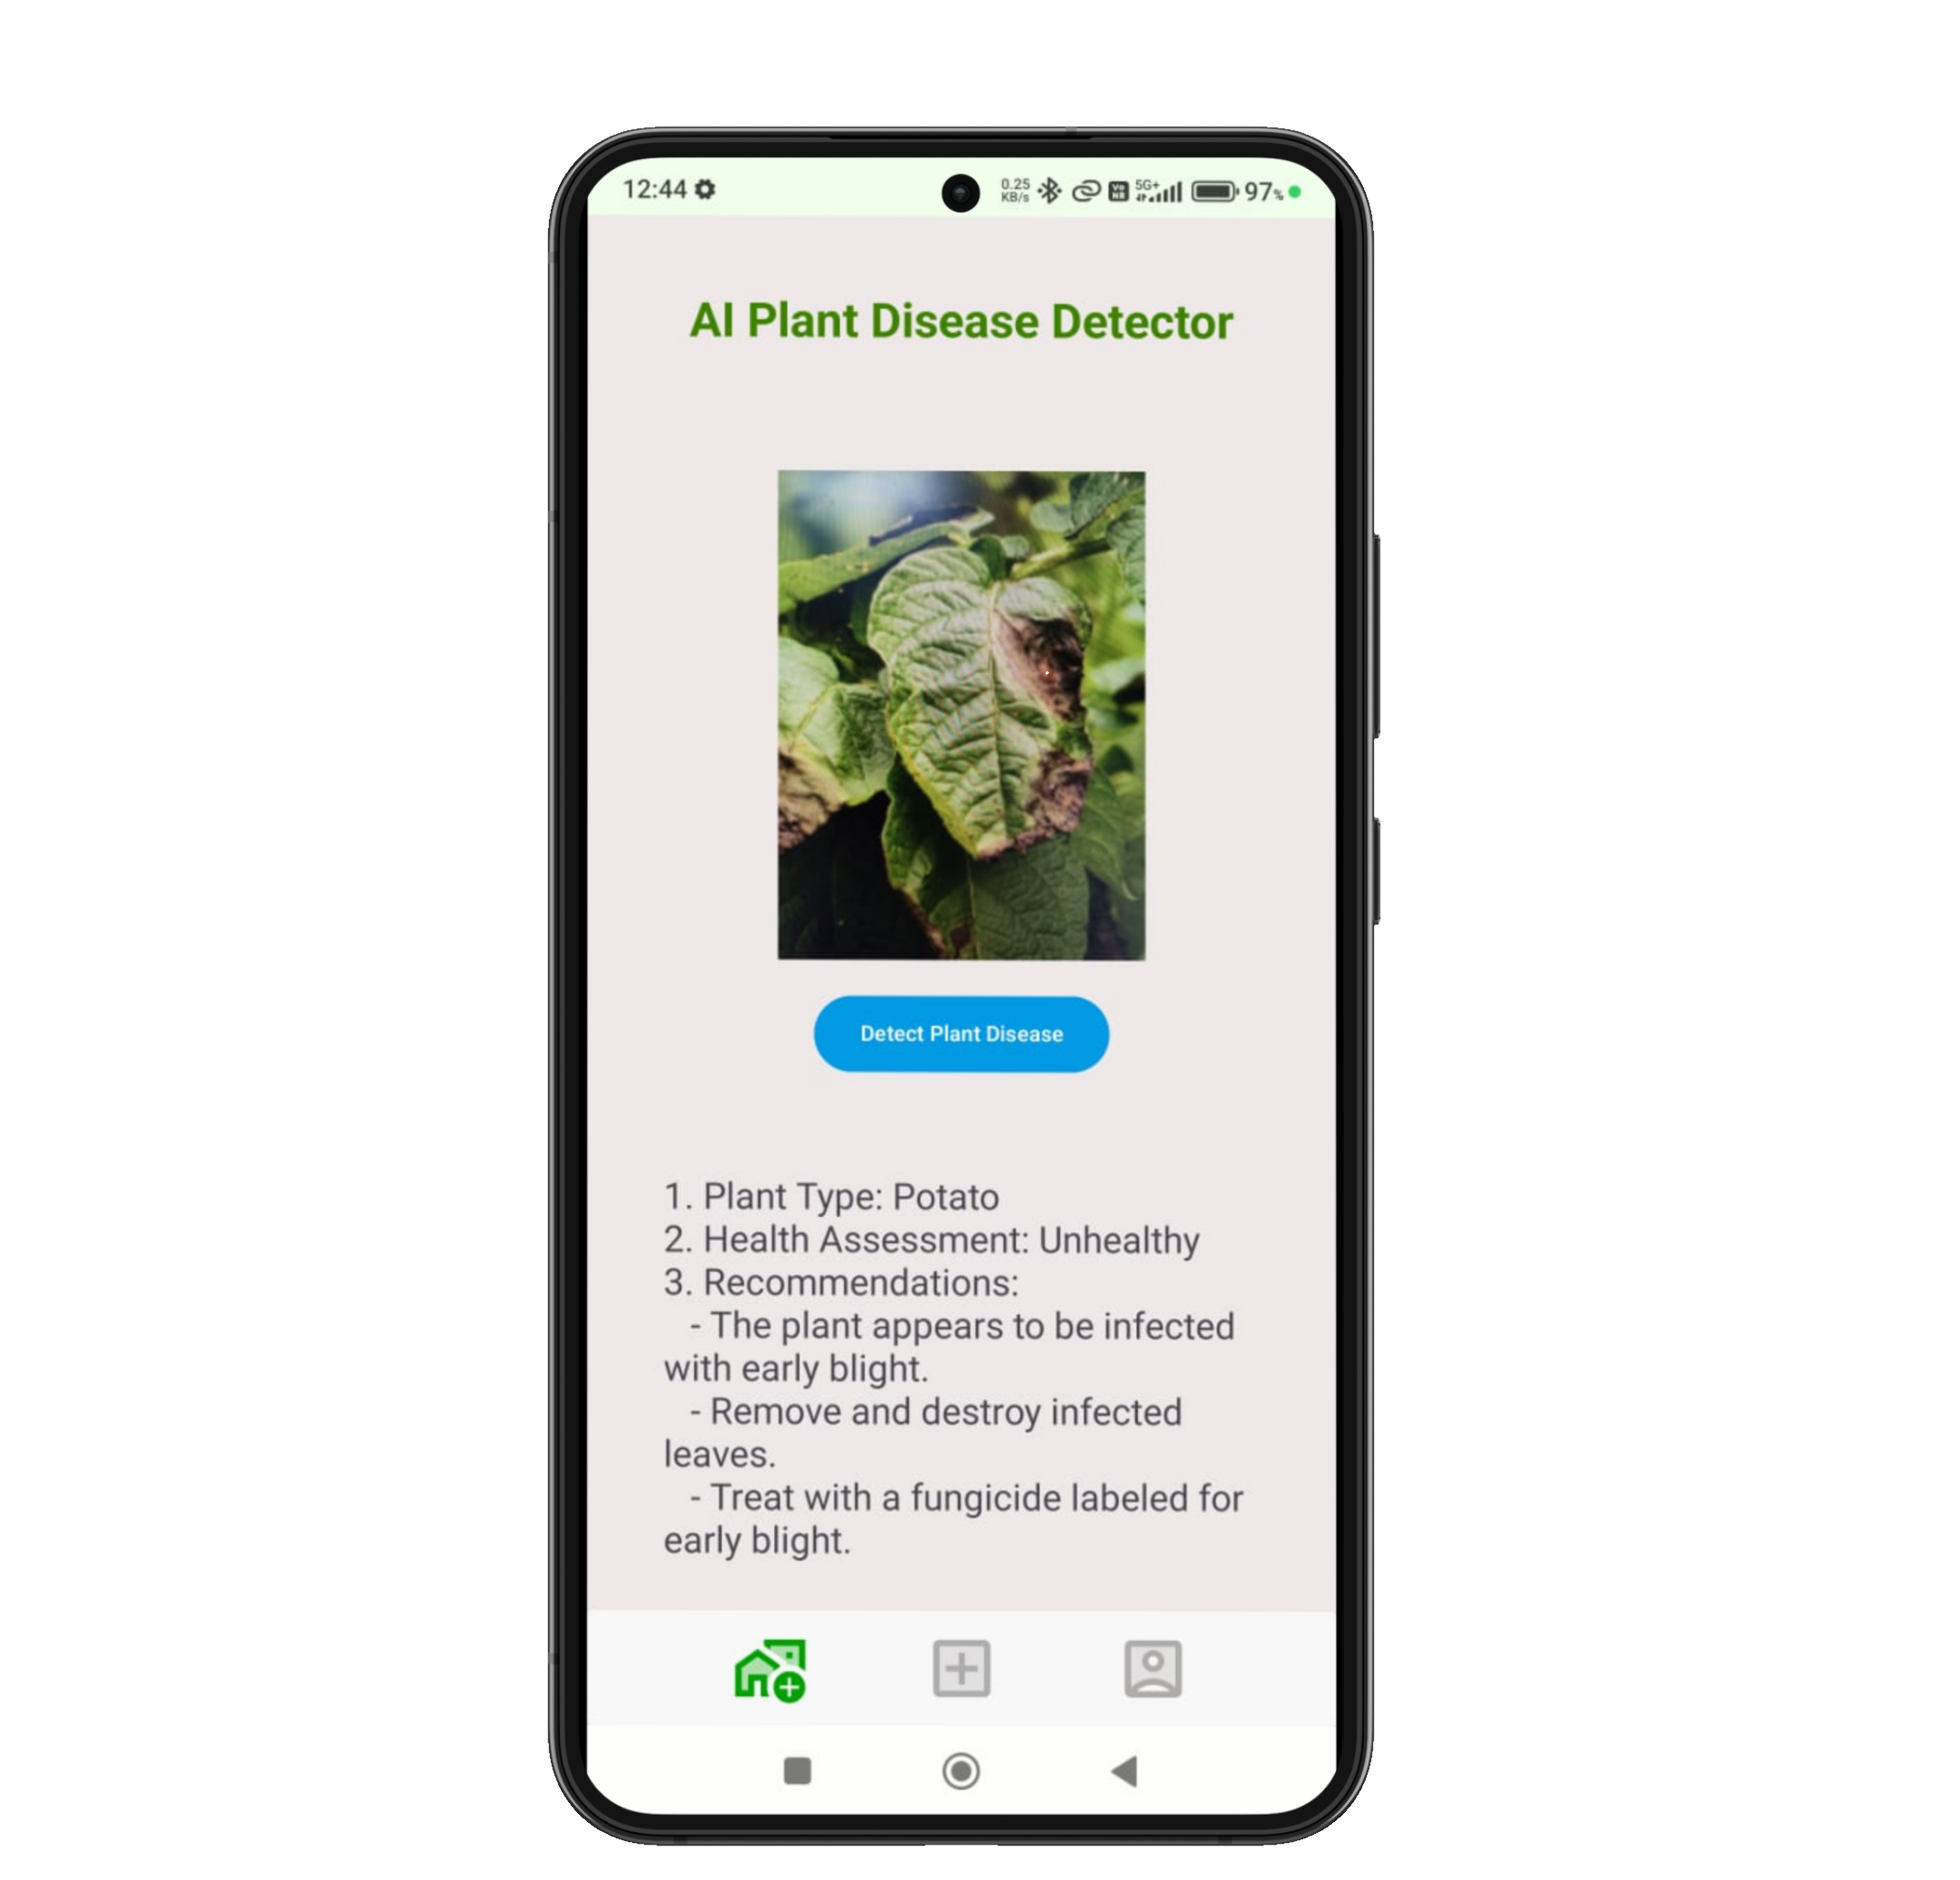 12:44
0.25
KB/s
Vo
NR
5G+
97%
AI Plant Disease Detector
Detect Plant Disease
1. Plant Type: Potato
2. Health Assessment: Unhealthy
3. Recommendations:
- The plant appears to be infected
with early blight.
- Remove and destroy infected
leaves.
- Treat with a fungicide labeled for
early blight.